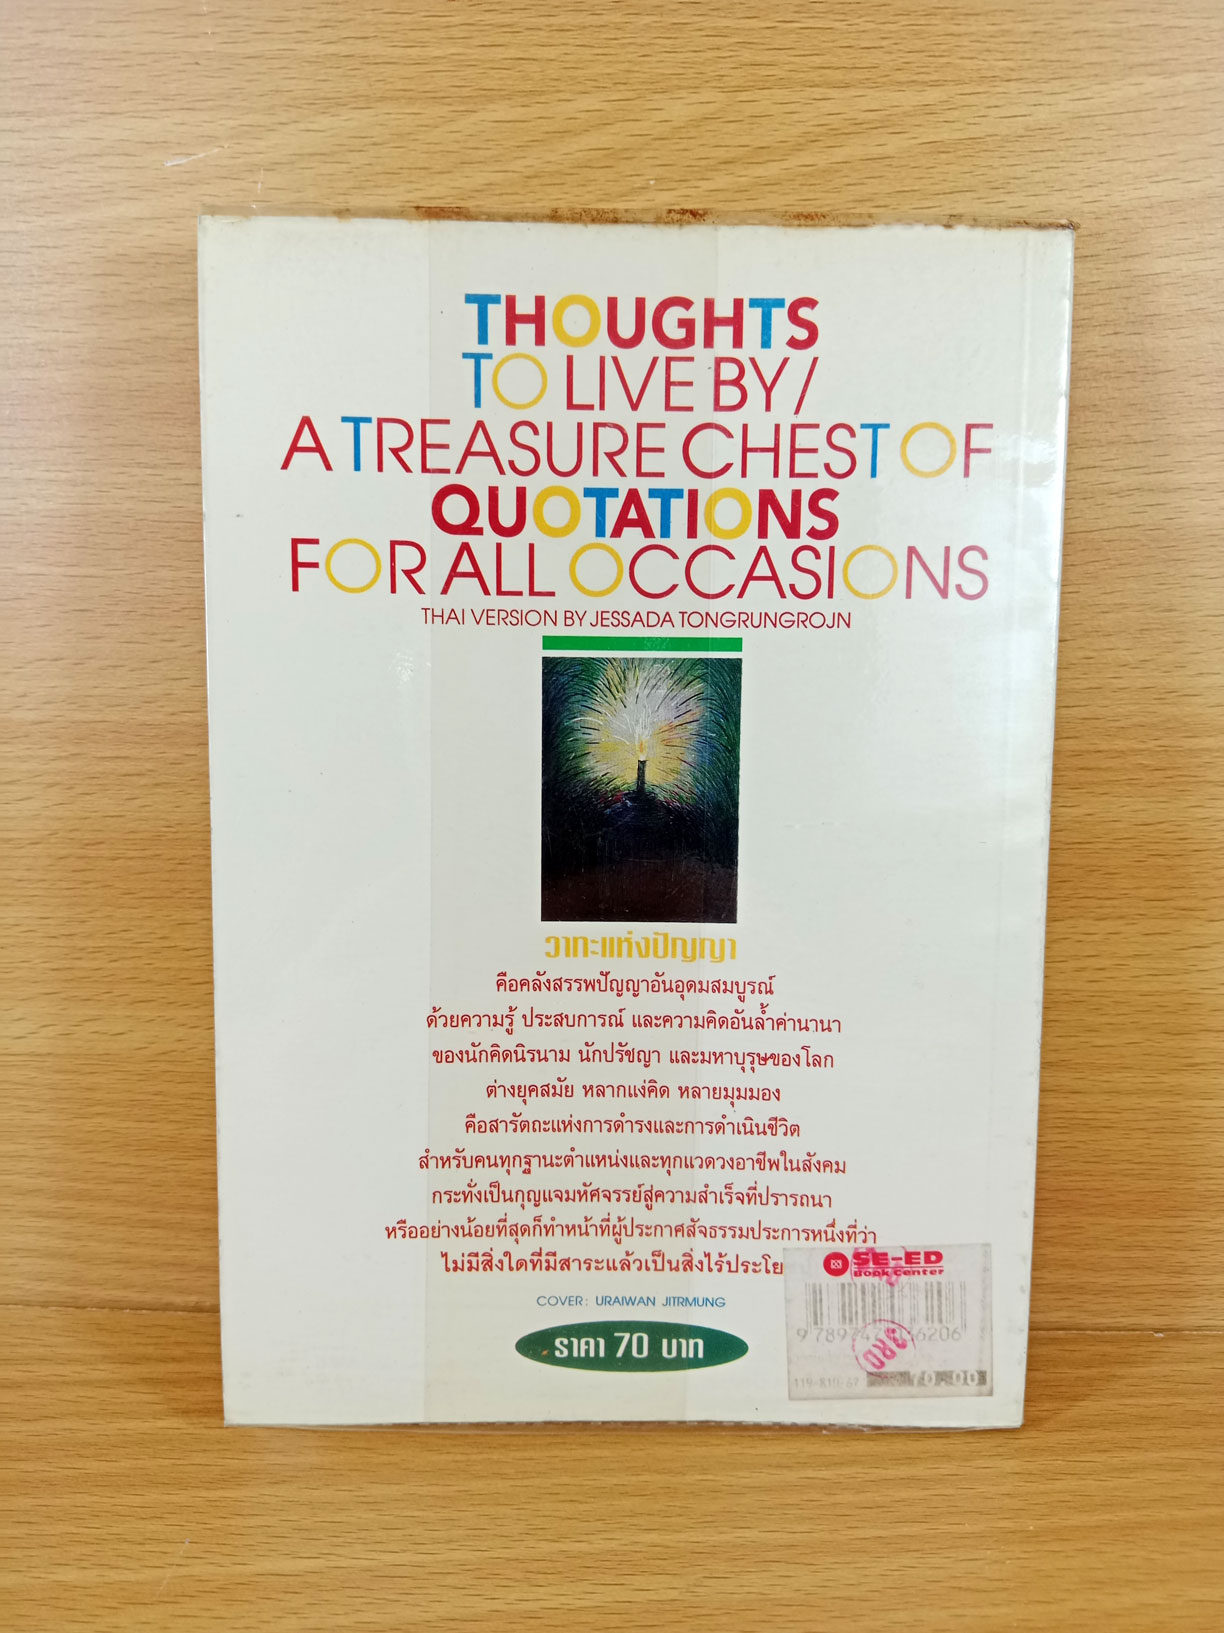 THOUGHTS
TO LIVE BY/
A TREASURE CHEST OF
QUOTATIONS
FOR ALL OCCASIONS
THAI VERSION BY JESSADA TONGRUNGROJN
วาทะแห่งปัญญา
คือคลังสรรพปัญญาอันอุดมสมบูรณ์
ด้วยความรู้ ประสบการณ์ และความคิดอันล้ำค่านานา
ของนักคิดนิรนาม นักปรัชญา และมหาบุรุษของโลก
ต่างยุคสมัย หลากแง่คิด หลายมุมมอง
คือสารัตถะแห่งการดำรงและการดำเนินชีวิต
สำหรับคนทุกฐานะตำแหน่งและทุกแวดวงอาชีพในสังคม
กระทั่งเป็นกุญแจมหัศจรรย์สู่ความสำเร็จที่ปรารถนา
หรืออย่างน้อยที่สุดก็ทำหน้าที่ผู้ประกาศสัจธรรมประการหนึ่งที่ว่า
ไม่มีสิ่งใดที่มีสาระแล้วเป็นสิ่งไร้ประโย
SE-ED
Book Center
COVER: URAIWAN JITRMUNG
ราคา 70 บาท
70.00